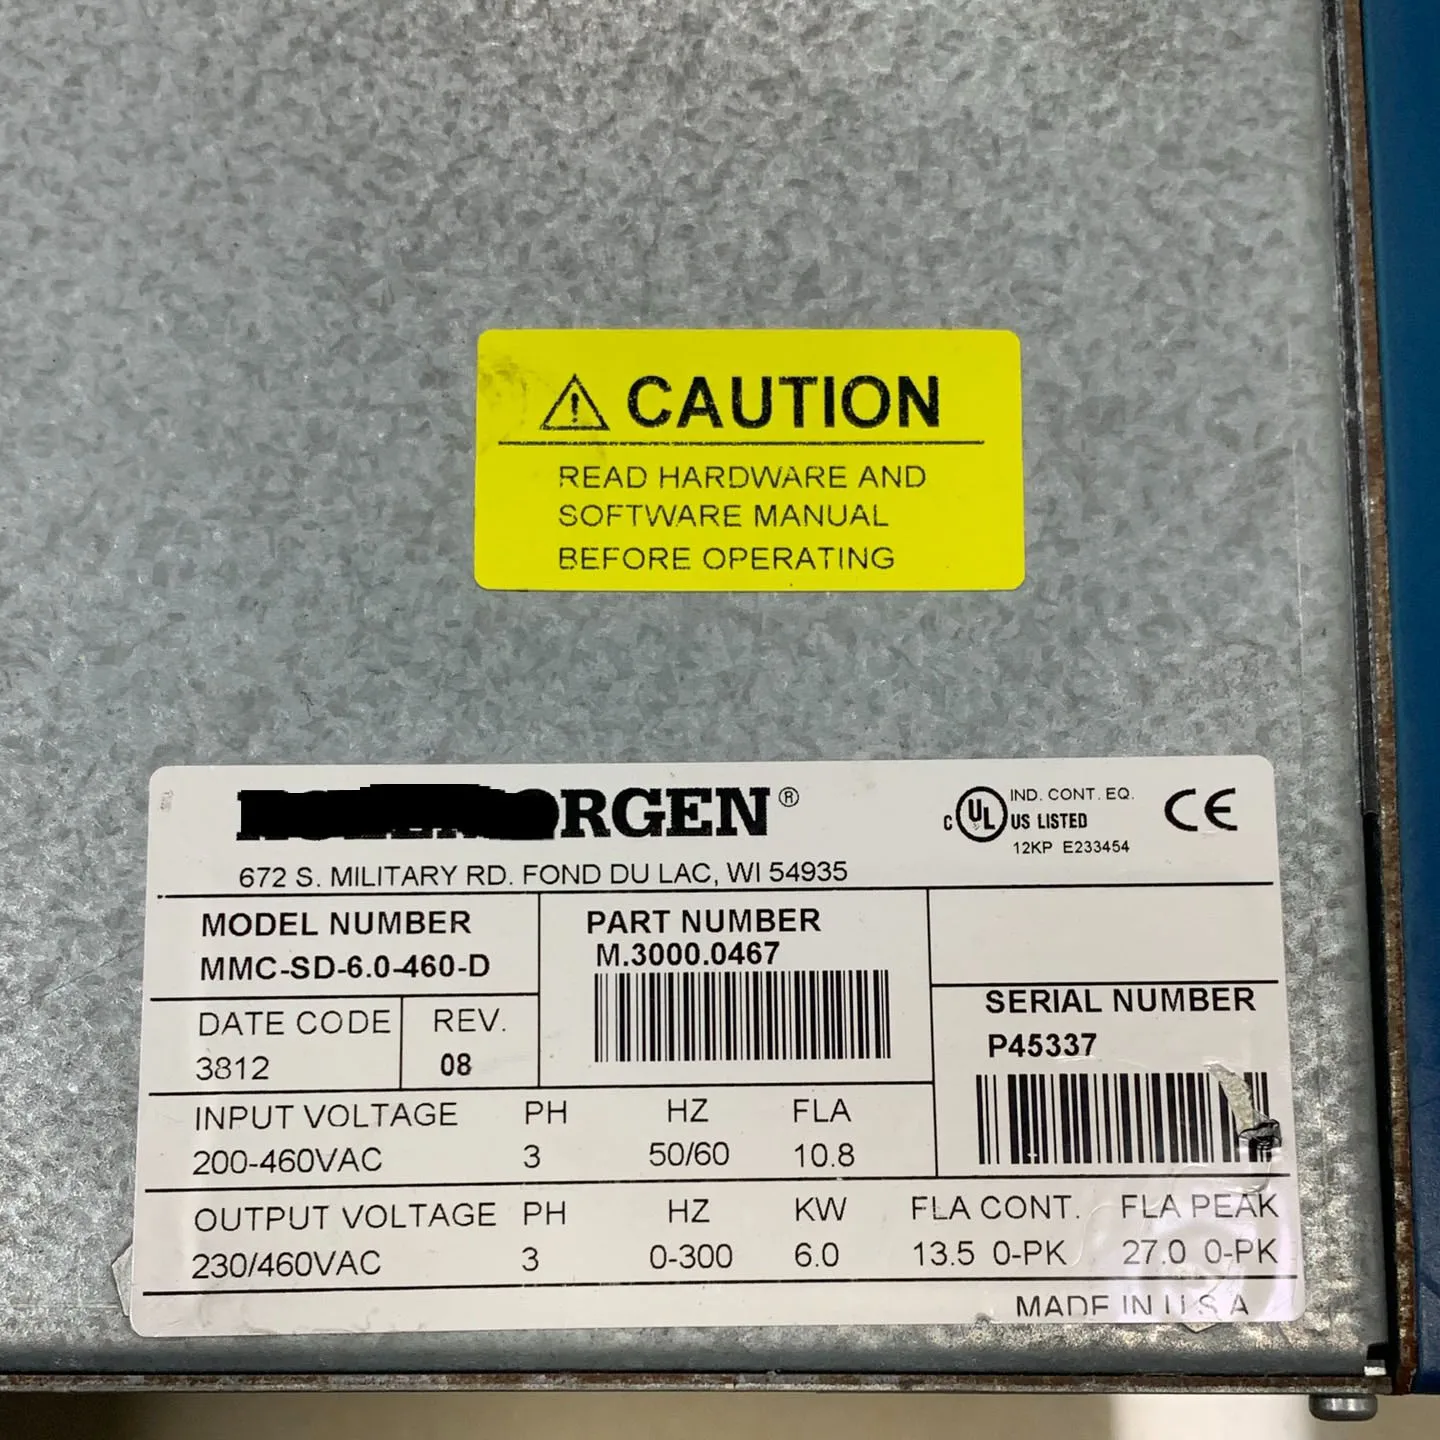 CAUTION
READ HARDWARE AND
SOFTWARE MANUAL
BEFORE OPERATING
ORGEN®
672 S. MILITARY RD. FOND DU LAC, WI 54935
C UL US LISTED
IND. CONT. EQ.
12KP E233454
CE
MODEL NUMBER
MMC-SD-6.0-460-D
PART NUMBER
M.3000.0467
DATE CODE
3812
REV.
08
SERIAL NUMBER
P45337
INPUT VOLTAGE PH HZ FLA
200-460VAC 3 50/60 10.8
OUTPUT VOLTAGE PH HZ KW FLA CONT. FLA PEAK
230/460VAC 3 0-300 6.0 13.5 0-PK 27.0 0-PK
MADE IN U.S.A